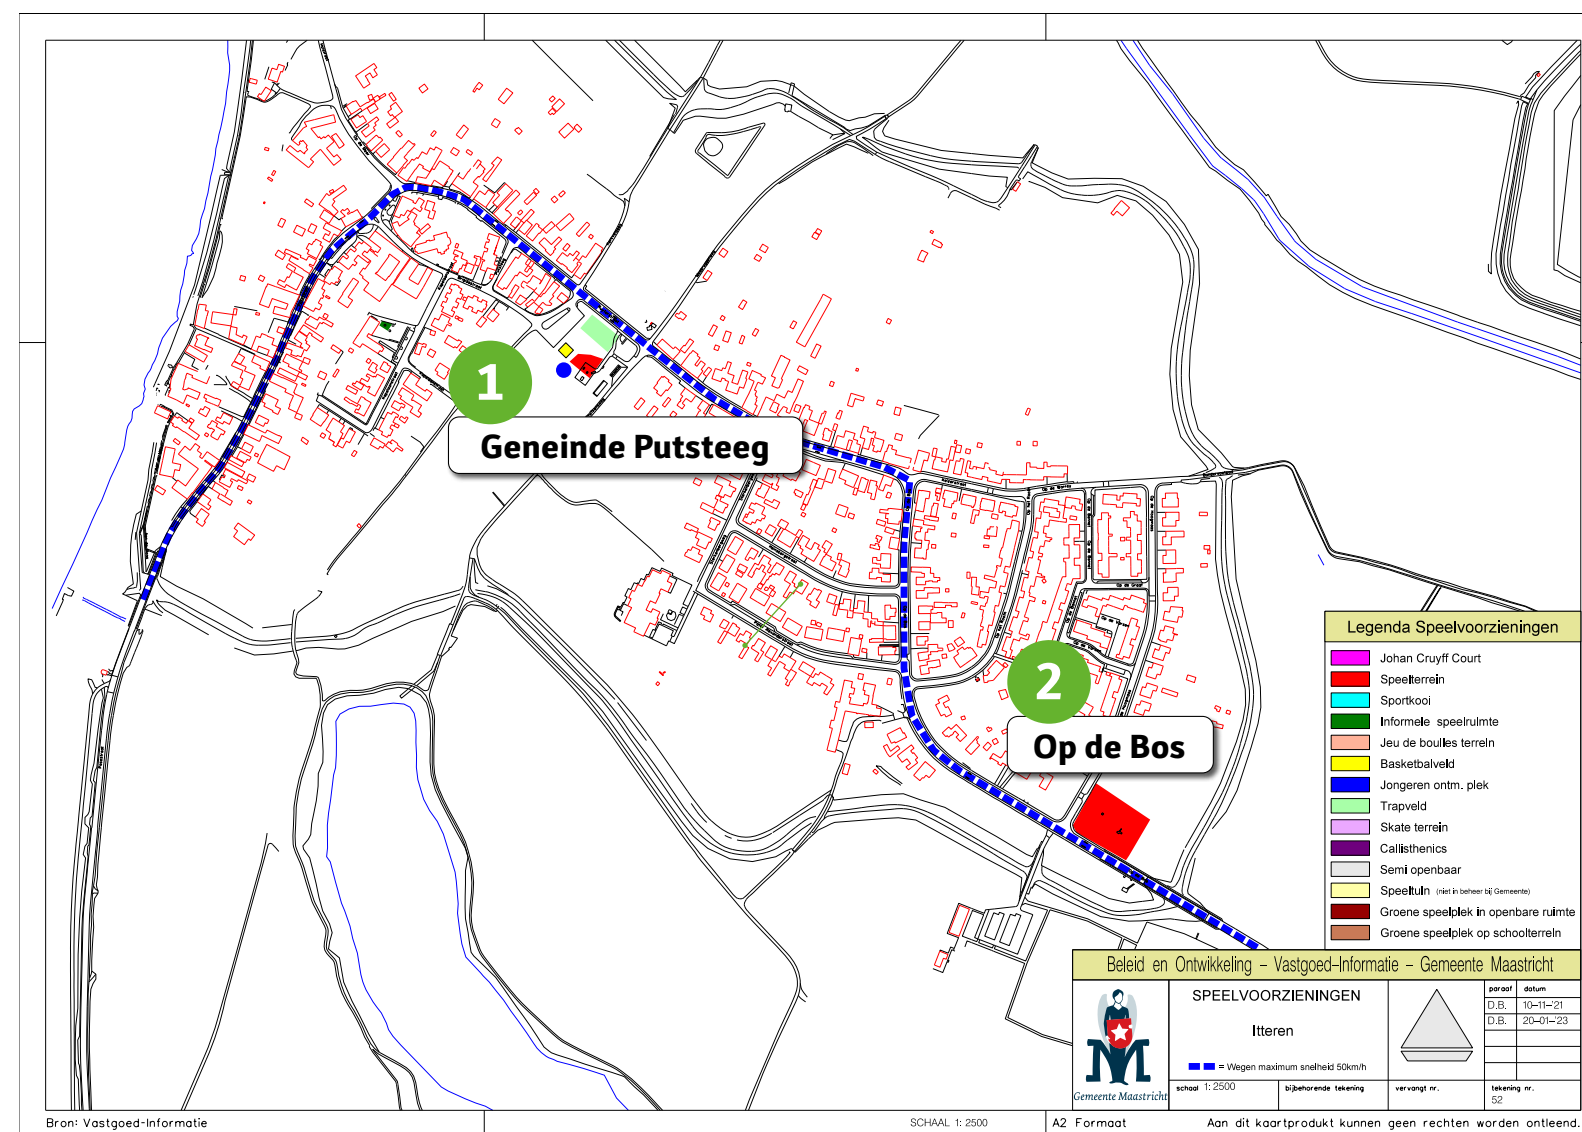 1
Geneinde Putsteeg
2
Op de Bos
Legenda Speelvoorzieningen
Johan Cruyff Court
Speelterrein
Sportkooi
Informele speelruimte
Jeu de boulles terrein
Basketbalveld
Jongeren ontm. plek
Trapveld
Skate terrein
Callisthenics
Semi openbaar
Speeltuin (niet in beheer bij Gemeente)
Groene speelplek in openbare ruimte
Groene speelplek op schoolterrein
Beleid en Ontwikkeling – Vastgoed–Informatie – Gemeente Maastricht
SPEELVOORZIENINGEN
Itteren
= Wegen maximum snelheid 50km/h
Gemeente Maastricht
paraaf datum
D.B. 10–11–'21
D.B. 20–01–'23
schaal 1: 2500
bijbehorende tekening
vervangt nr.
tekening nr.
52
Bron: Vastgoed–Informatie
SCHAAL 1: 2500
A2 Formaat
Aan dit kaartprodukt kunnen geen rechten worden ontleend.